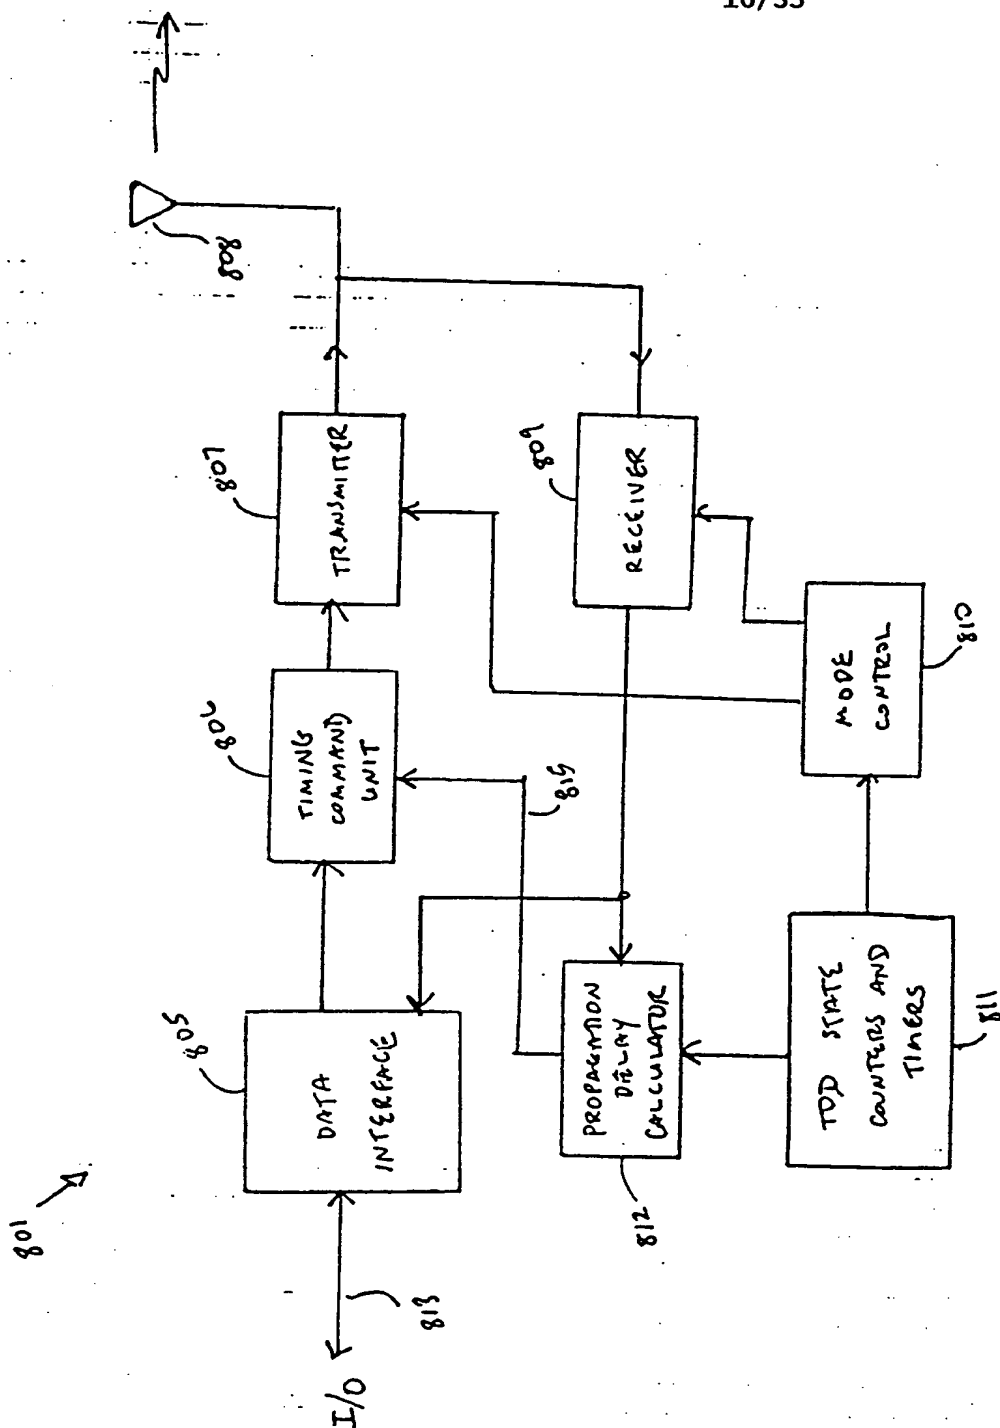 16/33
801
I/O
813
DATA
INTERFACE
805
TIMING
COMMAND
UNIT
806
TRANSMITTER
807
808
RECEIVER
809
815
PROPAGATION
DELAY
CALCULATOR
812
MODE
CONTROL
810
TDD STATE
COUNTERS AND
TIMERS
811